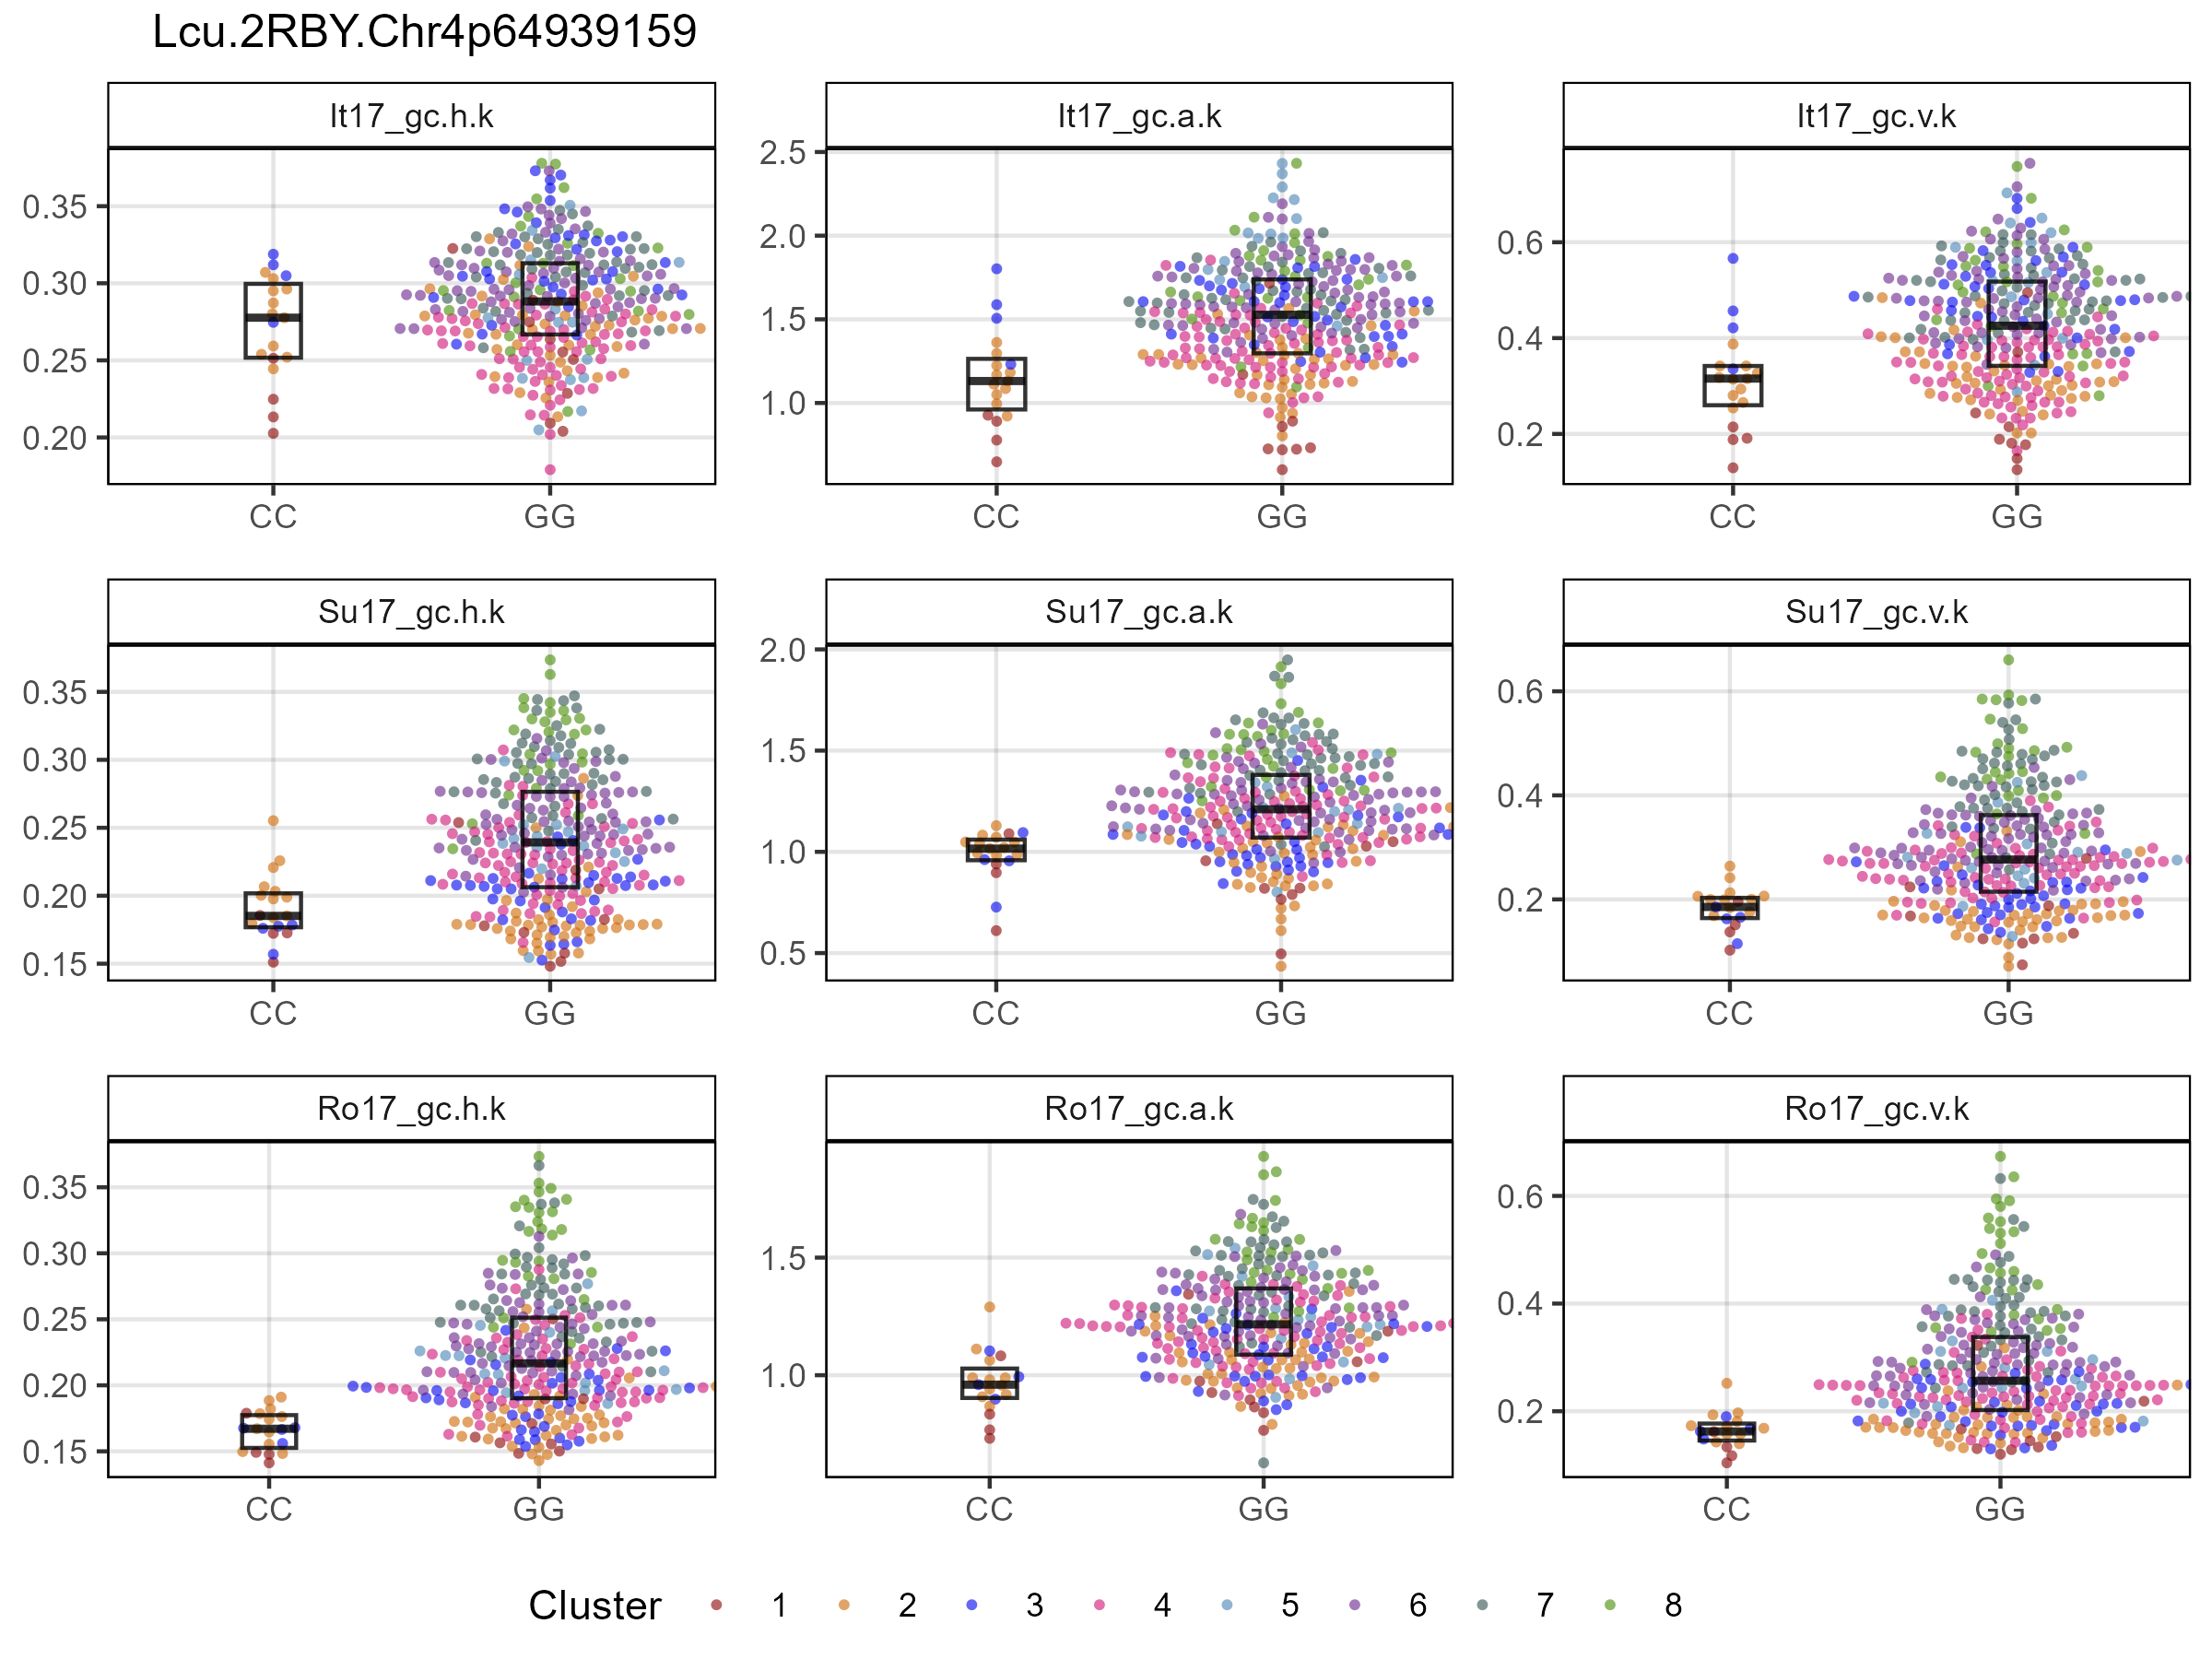 Lcu.2RBY.Chr4p64939159
It17_gc.h.k
It17_gc.a.k
It17_gc.v.k
0.35
0.30
0.25
0.20
CC
GG
2.5
2.0
1.5
1.0
CC
GG
0.6
0.4
0.2
CC
GG
Su17_gc.h.k
Su17_gc.a.k
Su17_gc.v.k
0.35
0.30
0.25
0.20
0.15
CC
GG
2.0
1.5
1.0
0.5
CC
GG
0.6
0.4
0.2
CC
GG
Ro17_gc.h.k
Ro17_gc.a.k
Ro17_gc.v.k
0.35
0.30
0.25
0.20
0.15
CC
GG
1.5
1.0
CC
GG
0.6
0.4
0.2
CC
GG
Cluster 1 2 3 4 5 6 7 8